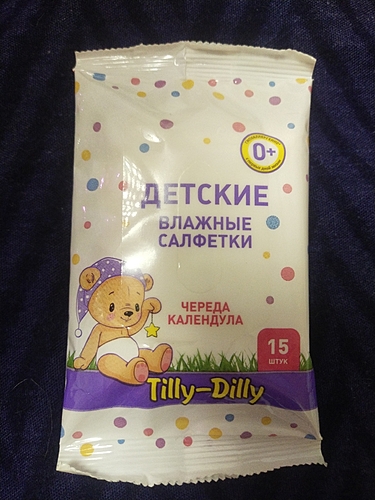 0+
ДЕТСКИЕ
ВЛАЖНЫЕ
САЛФЕТКИ
ЧЕРЕДА
КАЛЕНДУЛА
15
ШТУК
Tilly-Dilly